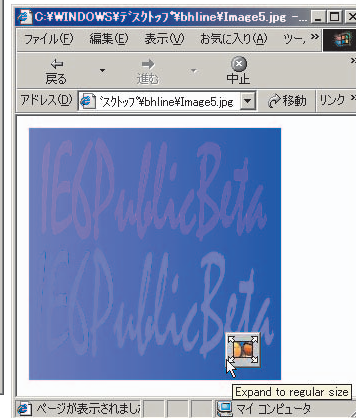 C:¥WINDOWS¥ﾃﾞｽｸﾄｯﾌﾟ¥bhline¥Image5.jpg -...
ファイル(F) 編集(E) 表示(V) お気に入り(A) ツー, »
戻る 進む 中止 »
アドレス(D) ﾞスクトップ¥bhline¥Image5.jpg 移動 リンク »
IE6PublicBeta
IE6PublicBeta
Expand to regular size
ページが表示されまし マイ コンピュータ